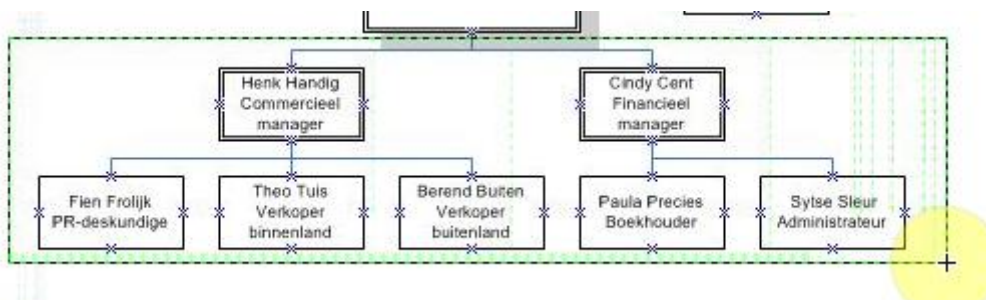 Henk Handig
Commercieel
manager
Cindy Cent
Financieel
manager
Fien Frolijk
PR-deskundige
Theo Tuis
Verkoper
binnenland
Berend Buiten
Verkoper
buitenland
Paula Precies
Boekhouder
Sytse Sleur
Administrateur